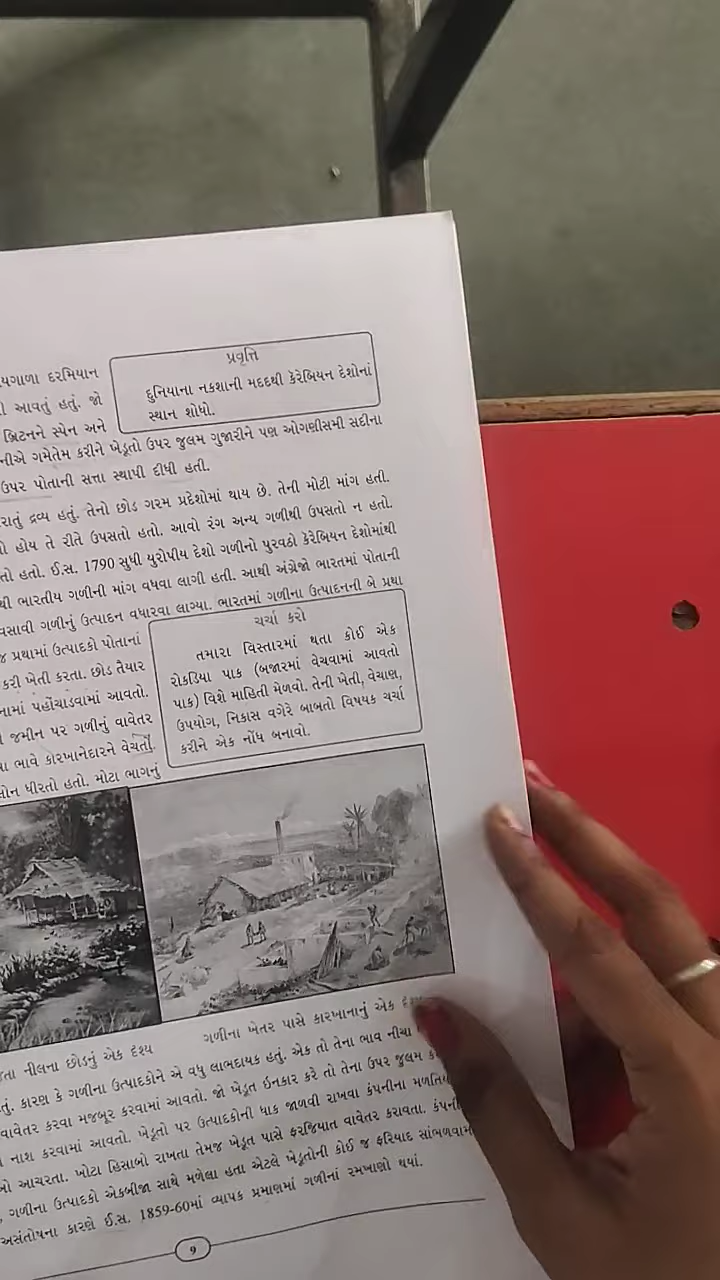 પ્રવૃત્તિ
દુનિયાના નકશાની મદદથી કૅરેબિયન દેશોનાં
સ્થાન શોધો.
યગાળા દરમિયાન
આવતું હતું. જો
બ્રિટનને સ્પેન અને
નીએ ગમેતેમ કરીને ખેડૂતો ઉપર જુલમ ગુજારીને પણ ઓગણીસમી સદીના
ઉપર પોતાની સત્તા સ્થાપી દીધી હતી.
રાતું દ્રવ્ય હતું. તેનો છોડ ગરમ પ્રદેશોમાં થાય છે. તેની મોટી માંગ હતી.
હોય તે રીતે ઉપસતો હતો. આવો રંગ અન્ય ગળીથી ઉપસતો ન હતો.
તો હતો. ઈ.સ. 1790 સુધી યુરોપીય દેશો ગળીનો પુરવઠો કૅરેબિયન દેશોમાંથી
થી ભારતીય ગળીની માંગ વધવા લાગી હતી. આથી અંગ્રેજો ભારતમાં પોતાની
વસાવી ગળીનું ઉત્પાદન વધારવા લાગ્યા. ભારતમાં ગળીના ઉત્પાદનની બે પ્રથા
જ પ્રથામાં ઉત્પાદકો પોતાનાં
કરી ખેતી કરતા. છોડ તૈયાર
નામાં પહોંચાડવામાં આવતો.
જમીન પર ગળીનું વાવેતર
ભાવે કારખાનેદારને વેચતો.
લોન ધીરતો હતો. મોટા ભાગનું
ચર્ચા કરો
તમારા વિસ્તારમાં થતા કોઈ એક
રોકડિયા પાક (બજારમાં વેચવામાં આવતો
પાક) વિશે માહિતી મેળવો. તેની ખેતી, વેચાણ,
ઉપયોગ, નિકાસ વગેરે બાબતો વિષયક ચર્ચા
કરીને એક નોંધ બનાવો.
તા નીલના છોડનું એક દૃશ્ય
ગળીના ખેતર પાસે કારખાનાનું એક
તું. કારણ કે ગળીના ઉત્પાદકોને એ વધુ લાભદાયક હતું. એક તો તેના ભાવ નીચા
વાવેતર કરવા મજબૂર કરવામાં આવતો. જો ખેડૂત ઇનકાર કરે તો તેના ઉપર જુલમ
નાશ કરવામાં આવતો. ખેડૂતો પર ઉત્પાદકોની ધાક જાળવી રાખવા કંપનીના મળતિ
ઓ આચરતા. ખોટા હિસાબો રાખતા તેમજ ખેડૂત પાસે ફરજિયાત વાવેતર કરાવતા. કંપની
ગળીના ઉત્પાદકો એકબીજા સાથે મળેલા હતા એટલે ખેડૂતોની કોઈ જ ફરિયાદ સાંભળવામ
અસંતોષના કારણે ઈ.સ. 1859-60માં વ્યાપક પ્રમાણમાં ગળીનાં રમખાણો થયાં.
9